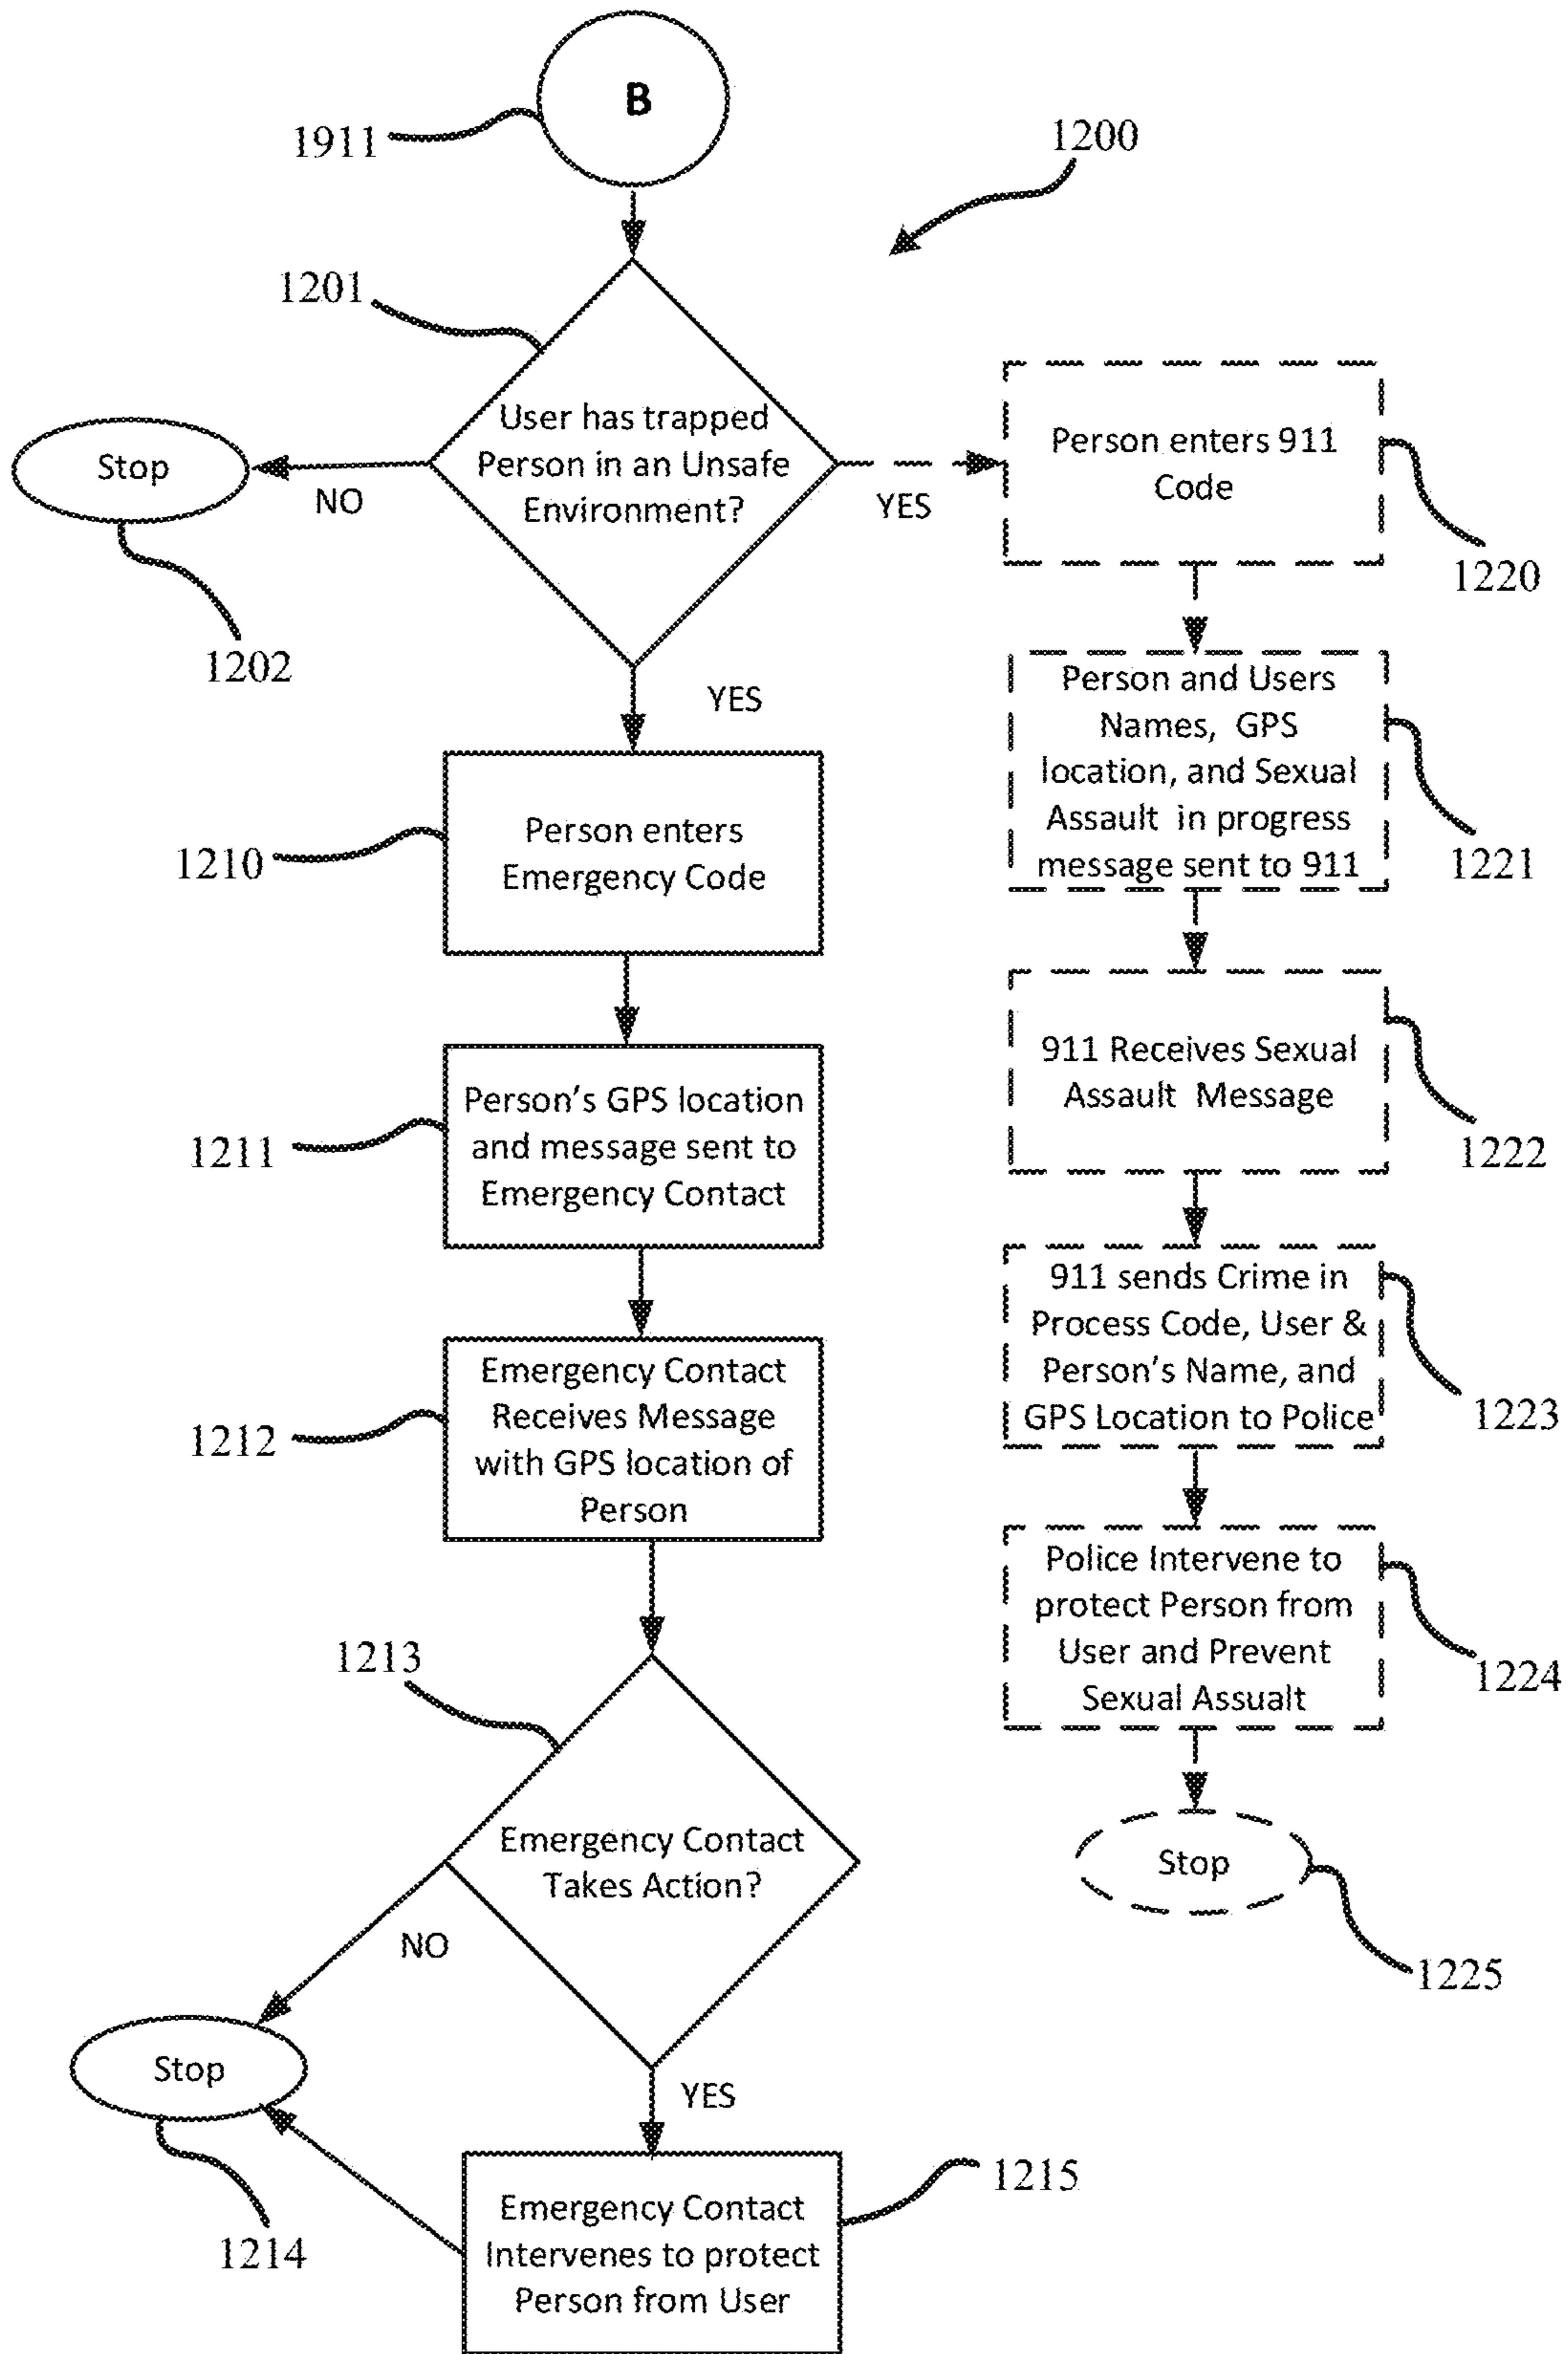 B
1911
1200
1201
User has trapped
Person in an Unsafe
Environment?
Stop
NO
1202
YES
Person enters 911
Code
1220
YES
Person and Users
Names, GPS
location, and Sexual
Assault in progress
message sent to 911
1221
Person enters
Emergency Code
1210
911 Receives Sexual
Assault Message
1222
Person's GPS location
and message sent to
Emergency Contact
1211
911 sends Crime in
Process Code, User &
Person's Name, and
GPS Location to Police
1223
Emergency Contact
Receives Message
with GPS location of
Person
1212
Police Intervene to
protect Person from
User and Prevent
Sexual Assualt
1224
1213
Emergency Contact
Takes Action?
Stop
1225
NO
Stop
1214
YES
Emergency Contact
Intervenes to protect
Person from User
1215